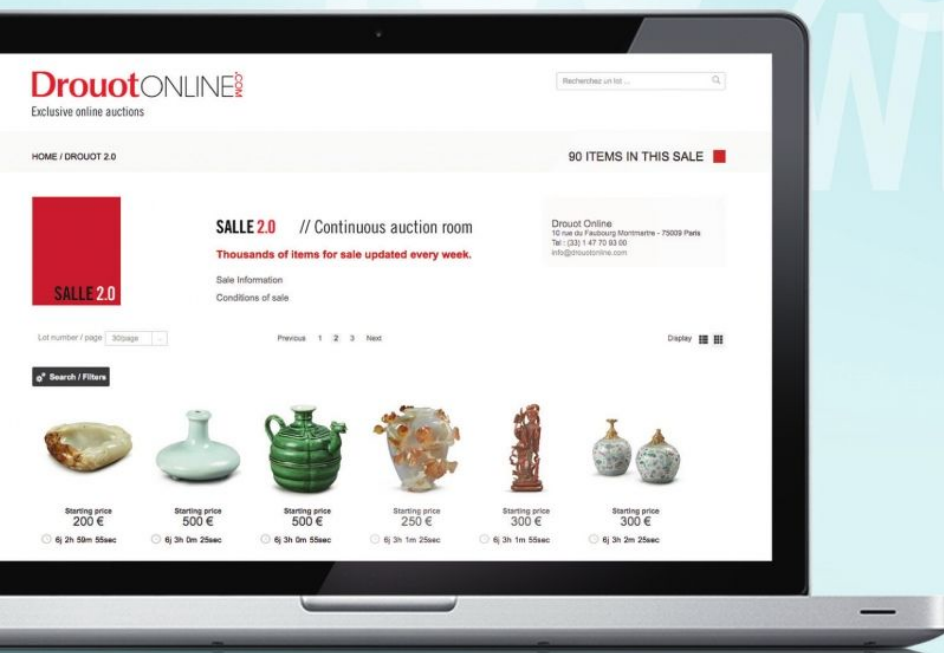 DrouotONLINE.COM
Exclusive online auctions
Recherchez un list ...
HOME / DROUOT 2.0
90 ITEMS IN THIS SALE
SALLE 2.0
SALLE 2.0 // Continuous auction room
Thousands of items for sale updated every week.
Sale Information
Conditions of sale
Drouot Online
10 rue du Faubourg Montmartre - 75009 Paris
Tel : (33) 1 47 70 93 00
info@drouotonline.com
Lot number / page 30/page ...
Previous 1 2 3 Next
Display
Search / Filters
Starting price Starting price Starting price Starting price Starting price Starting price
200 € 500 € 500 € 250 € 300 € 300 €
6j 2h 59m 55sec 6j 3h 0m 25sec 6j 3h 0m 55sec 6j 3h 1m 25sec 6j 3h 1m 55sec 6j 3h 2m 25sec